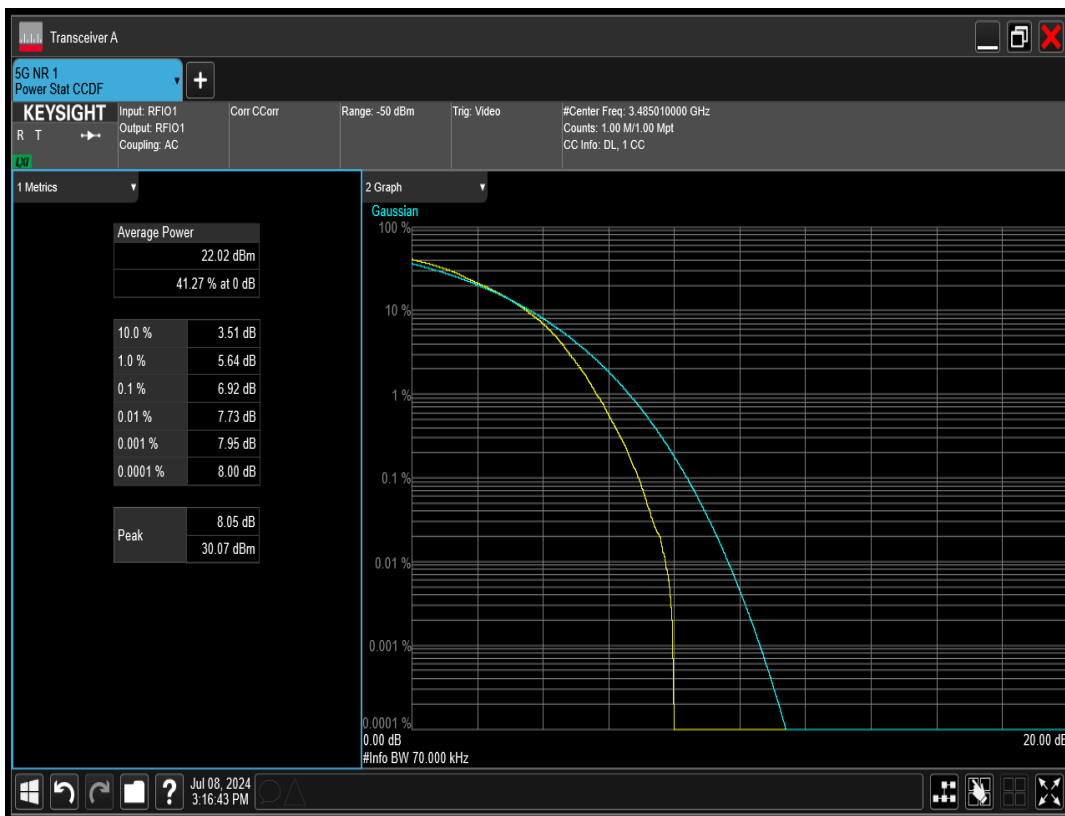 Transceiver A
5G NR 1
Power Stat CCDF
+
KEYSIGHT
R T
LXI
Input: RFIO1
Output: RFIO1
Coupling: AC
Corr CCorr
Range: -50 dBm
Trig: Video
#Center Freq: 3.485010000 GHz
Counts: 1.00 M/1.00 Mpt
CC Info: DL, 1 CC
1 Metrics
Average Power
22.02 dBm
41.27 % at 0 dB
10.0 % 3.51 dB
1.0 % 5.64 dB
0.1 % 6.92 dB
0.01 % 7.73 dB
0.001 % 7.95 dB
0.0001 % 8.00 dB
Peak
8.05 dB
30.07 dBm
2 Graph
Gaussian
100 %
10 %
1 %
0.1 %
0.01 %
0.001 %
0.0001 %
0.00 dB 20.00 dB
#Info BW 70.000 kHz
?
Jul 08, 2024
3:16:43 PM